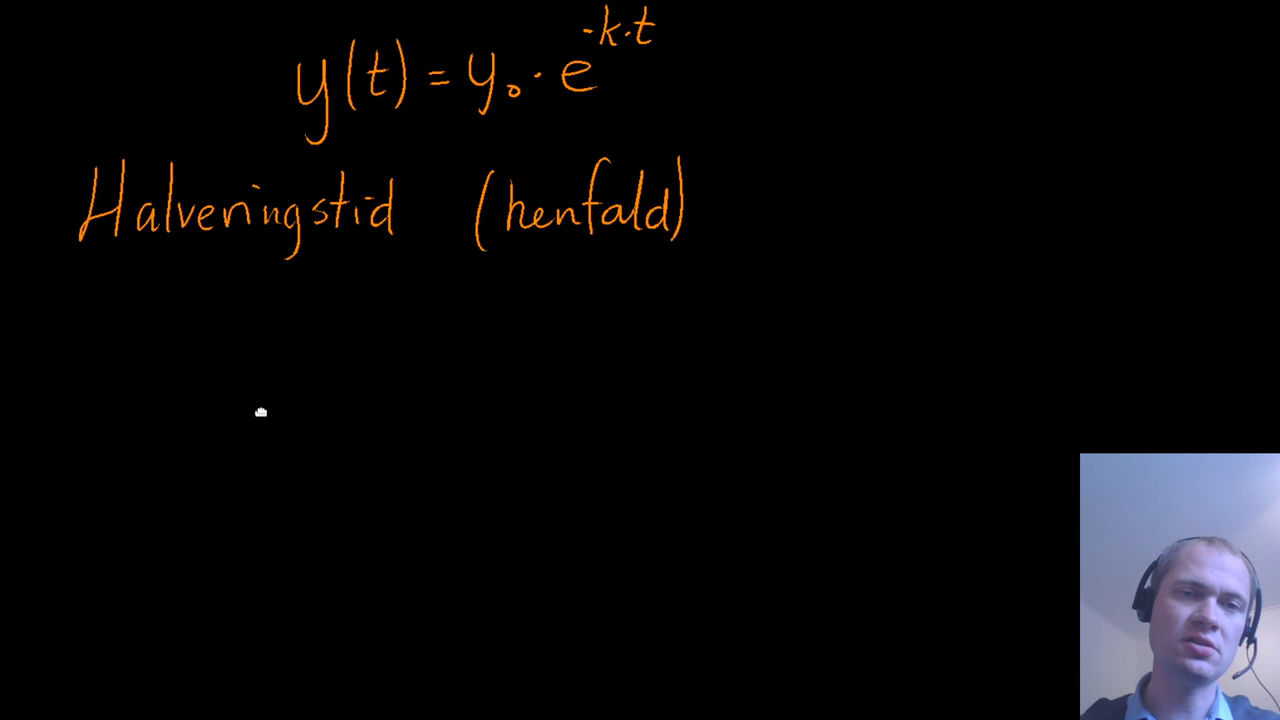 y(t) = y₀ · e^(-k·t)
Halveringstid (henfald)